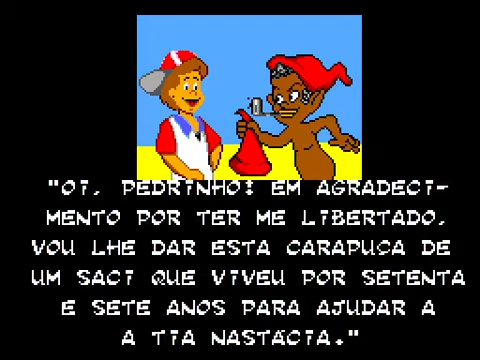 "OI, PEDRINHO! EM AGRADECI-
MENTO POR TER ME LIBERTADO,
VOU LHE DAR ESTA CARAPUÇA DE
UM SACI QUE VIVEU POR SETENTA
E SETE ANOS PARA AJUDAR A
A TIA NASTÁCIA."